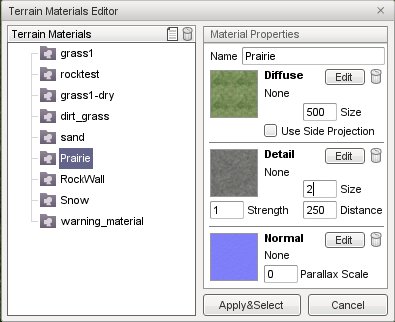 Terrain Materials Editor
Terrain Materials
grass1
rocktest
grass1-dry
dirt_grass
sand
Prairie
RockWall
Snow
warning_material
Material Properties
Name Prairie
Diffuse Edit
None
500 Size
Use Side Projection
Detail Edit
None
2 Size
1 Strength 250 Distance
Normal Edit
None
0 Parallax Scale
Apply&Select Cancel